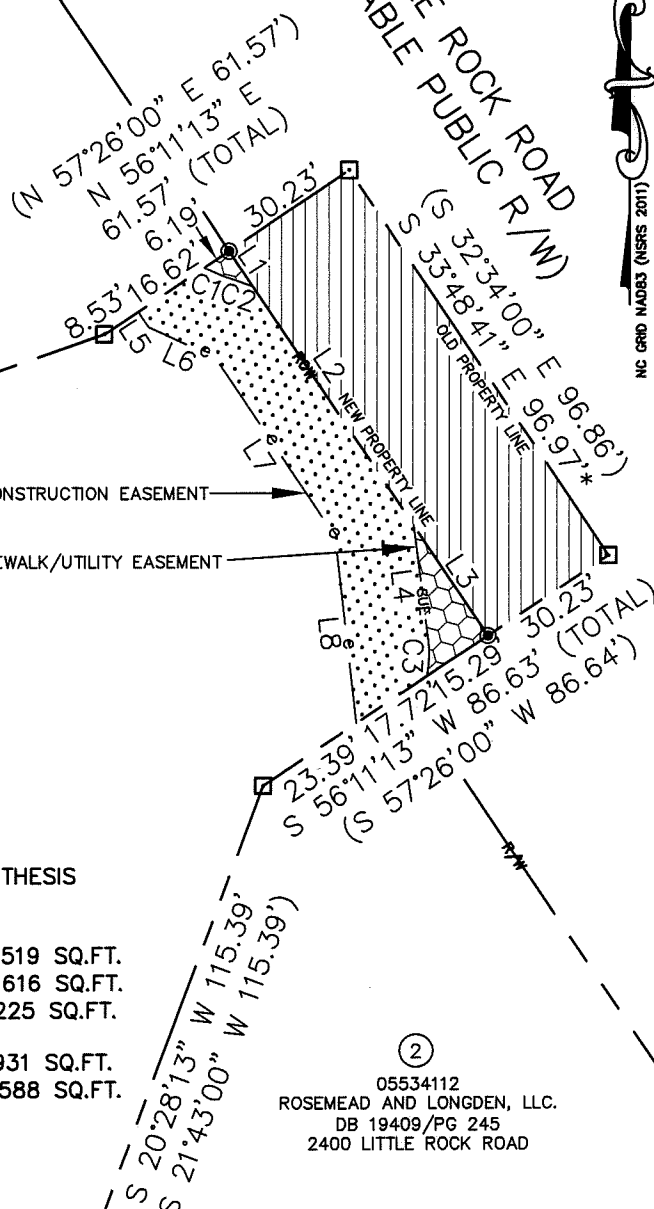 E ROCK ROAD
ABLE PUBLIC R/W)
NC GRID NAD83 (NSRS 2011)
(N 57°26'00" E 61.57')
N 56°11'13" E
61.57' (TOTAL)
6.19'
30.23'
8.53'
16.62'
L1
C1
C2
L5
L6
L2
ROW
NEW PROPERTY LINE
OLD PROPERTY LINE
(S 32°34'00" E 96.86')
S 33°48'41" E 96.97'*
L7
ONSTRUCTION EASEMENT
EWALK/UTILITY EASEMENT
L3
L4
SUE
L8
C3
23.39' 17.72' 15.29' 30.23'
S 56°11'13" W 86.63' (TOTAL)
(S 57°26'00" W 86.64')
R/W
THESIS
519 SQ.FT.
616 SQ.FT.
225 SQ.FT.
931 SQ.FT.
588 SQ.FT.
S 20°28'13" W 115.39'
S 21°43'00" W 115.39')
2
05534112
ROSEMEAD AND LONGDEN, LLC.
DB 19409/PG 245
2400 LITTLE ROCK ROAD